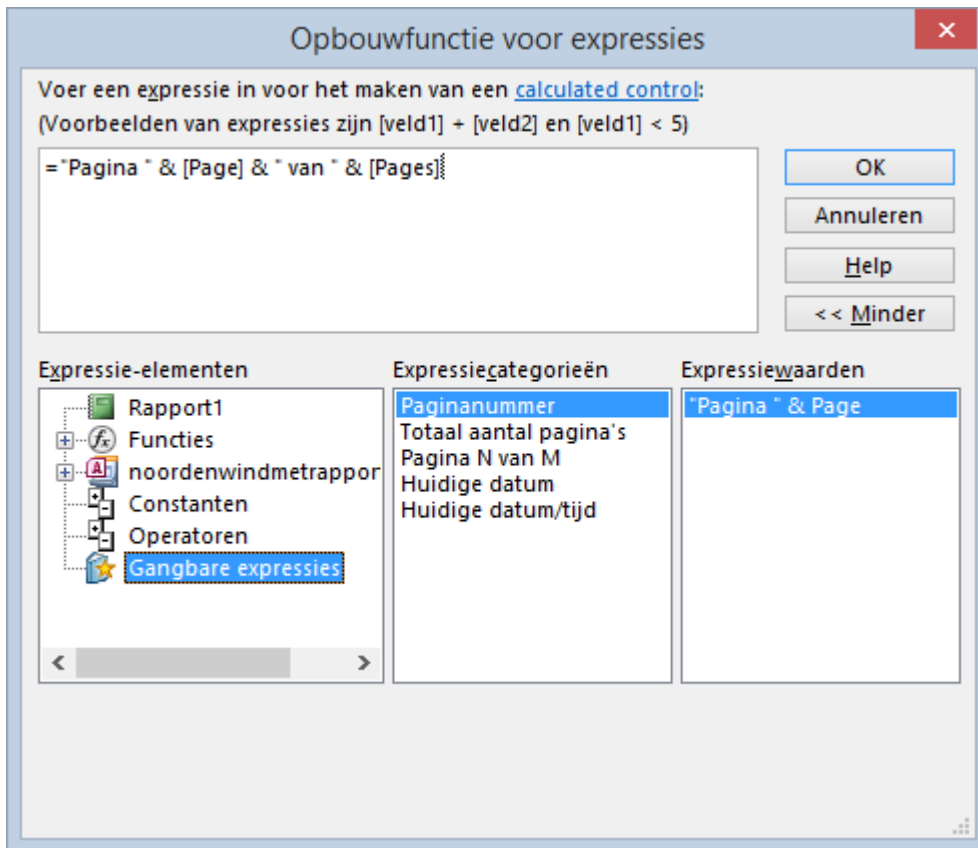 Opbouwfunctie voor expressies
Voer een expressie in voor het maken van een calculated control:
(Voorbeelden van expressies zijn [veld1] + [veld2] en [veld1] < 5)
="Pagina " & [Page] & " van " & [Pages]
OK
Annuleren
Help
<< Minder
Expressie-elementen
Rapport1
Functies
noordenwindmetrappor
Constanten
Operatoren
Gangbare expressies
Expressiecategorieën
Paginanummer
Totaal aantal pagina's
Pagina N van M
Huidige datum
Huidige datum/tijd
Expressiewaarden
"Pagina " & Page